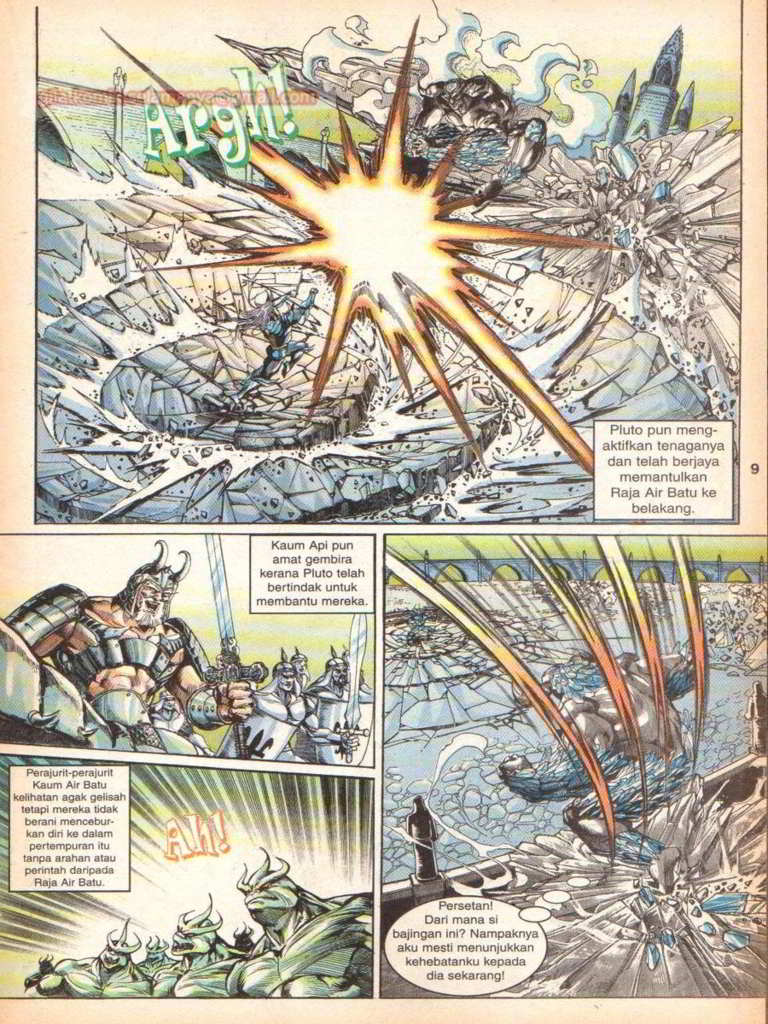 Argh!
Pluto pun meng-
aktifkan tenaganya
dan telah berjaya
memantulkan
Raja Air Batu ke
belakang.
9
Kaum Api pun
amat gembira
kerana Pluto telah
bertindak untuk
membantu mereka.
Perajurit-perajurit
Kaum Air Batu
kelihatan agak gelisah
tetapi mereka tidak
berani mencebur-
kan diri ke dalam
pertempuran itu
tanpa arahan atau
perintah daripada
Raja Air Batu.
Ah!
Persetan!
Dari mana si
bajingan ini? Nampaknya
aku mesti menunjukkan
kehebatanku kepada
dia sekarang!